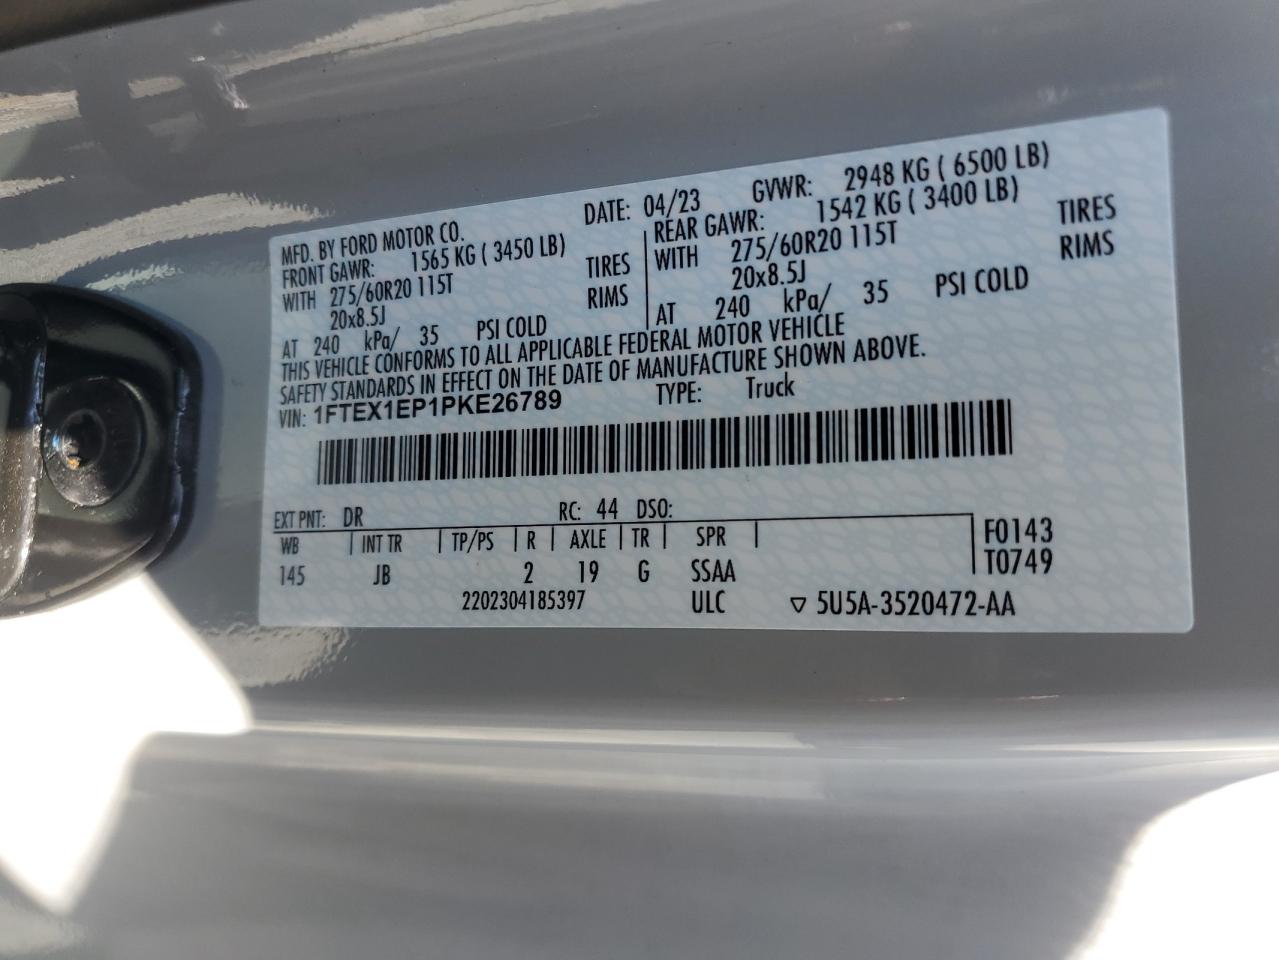 MFD. BY FORD MOTOR CO. DATE: 04/23 GVWR: 2948 KG ( 6500 LB)
FRONT GAWR: 1565 KG ( 3450 LB) REAR GAWR: 1542 KG ( 3400 LB)
WITH 275/60R20 115T TIRES WITH 275/60R20 115T TIRES
20x8.5J RIMS 20x8.5J RIMS
AT 240 kPa/ 35 PSI COLD AT 240 kPa/ 35 PSI COLD
THIS VEHICLE CONFORMS TO ALL APPLICABLE FEDERAL MOTOR VEHICLE
SAFETY STANDARDS IN EFFECT ON THE DATE OF MANUFACTURE SHOWN ABOVE.
VIN: 1FTEX1EP1PKE26789 TYPE: Truck
EXT PNT: DR RC: 44 DSO:
WB INT TR TP/PS R AXLE TR SPR F0143
145 JB 2 19 G SSAA T0749
2202304185397 ULC ▽ 5U5A-3520472-AA